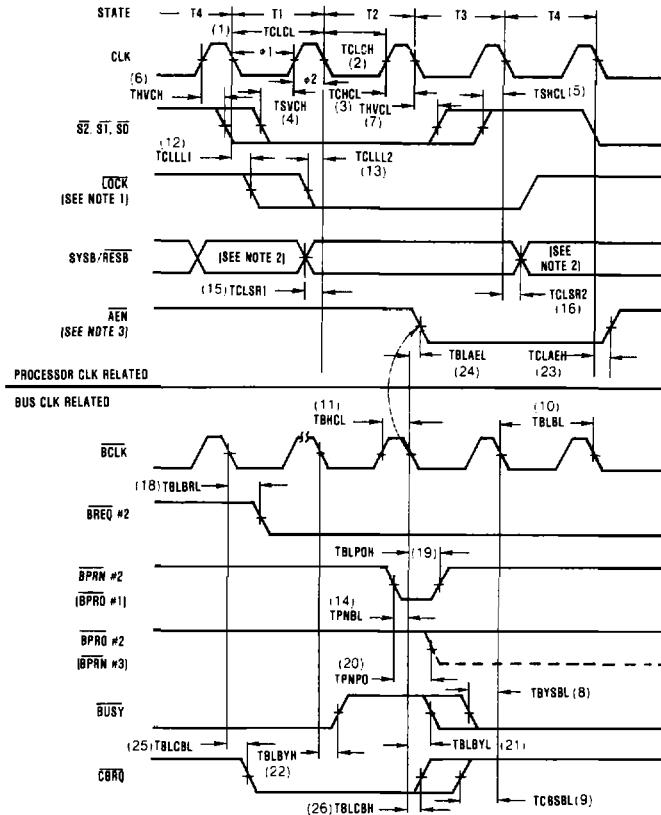 STATE T4 T1 T2 T3 T4
(1) TCLCL
CLK ø1 TCLCH
(2)
(6) ø2 TCHCL
THVCH TSVCH (3) THVCL TSHCL (5)
(4) (7)
S2, S1, S0
(12)
TCLLL1 TCLLL2
(13)
LOCK
(SEE NOTE 1)
SYSB/RESB (SEE NOTE 2) (SEE
NOTE 2)
(15) TCLSR1 TCLSR2
(16)
AEN
(SEE NOTE 3)
TBLAEL TCLAEH
(24) (23)
PROCESSOR CLK RELATED
BUS CLK RELATED
(11) (10)
TBHCL TBLBL
BCLK
(18) TBLBRL
BREQ #2
TBLPOH (19)
BPRN #2
(BPRO #1)
(14)
TPNBL
BPRO #2
(20)
(BPRN #3)
TPNPO
TBYSBL (8)
BUSY
(25) TBLCBL TBLBYH TBLBYL (21)
(22)
CBRQ
(26) TBLCBH TCBSBL (9)